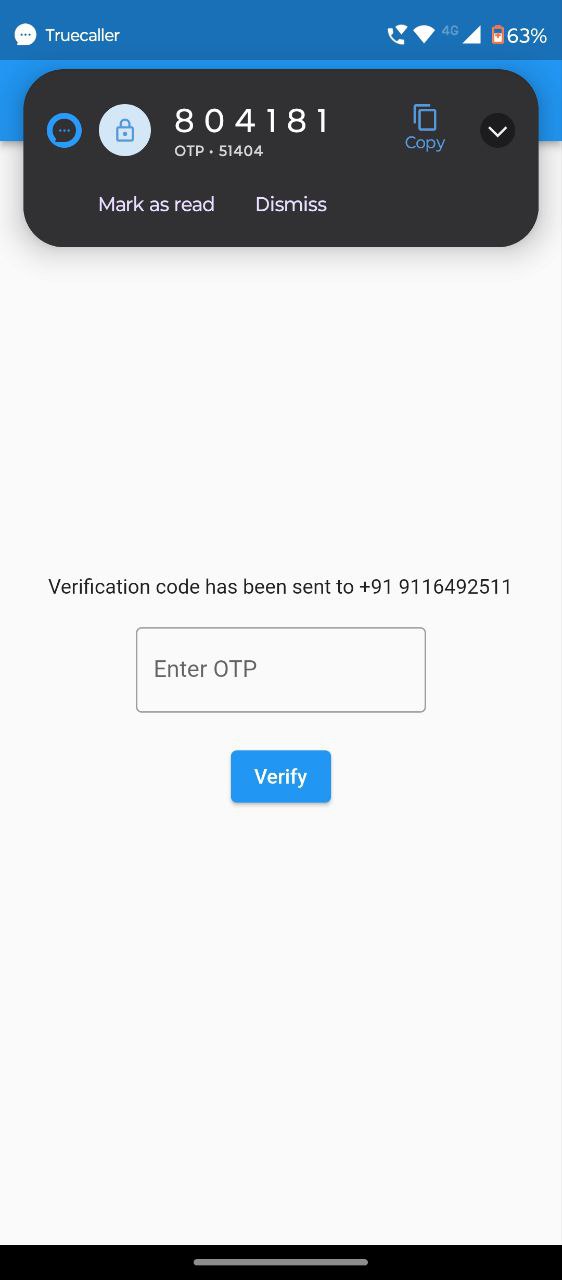 Truecaller
4G
63%
804181
OTP • 51404
Copy
Mark as read Dismiss
Verification code has been sent to +91 9116492511
Enter OTP
Verify